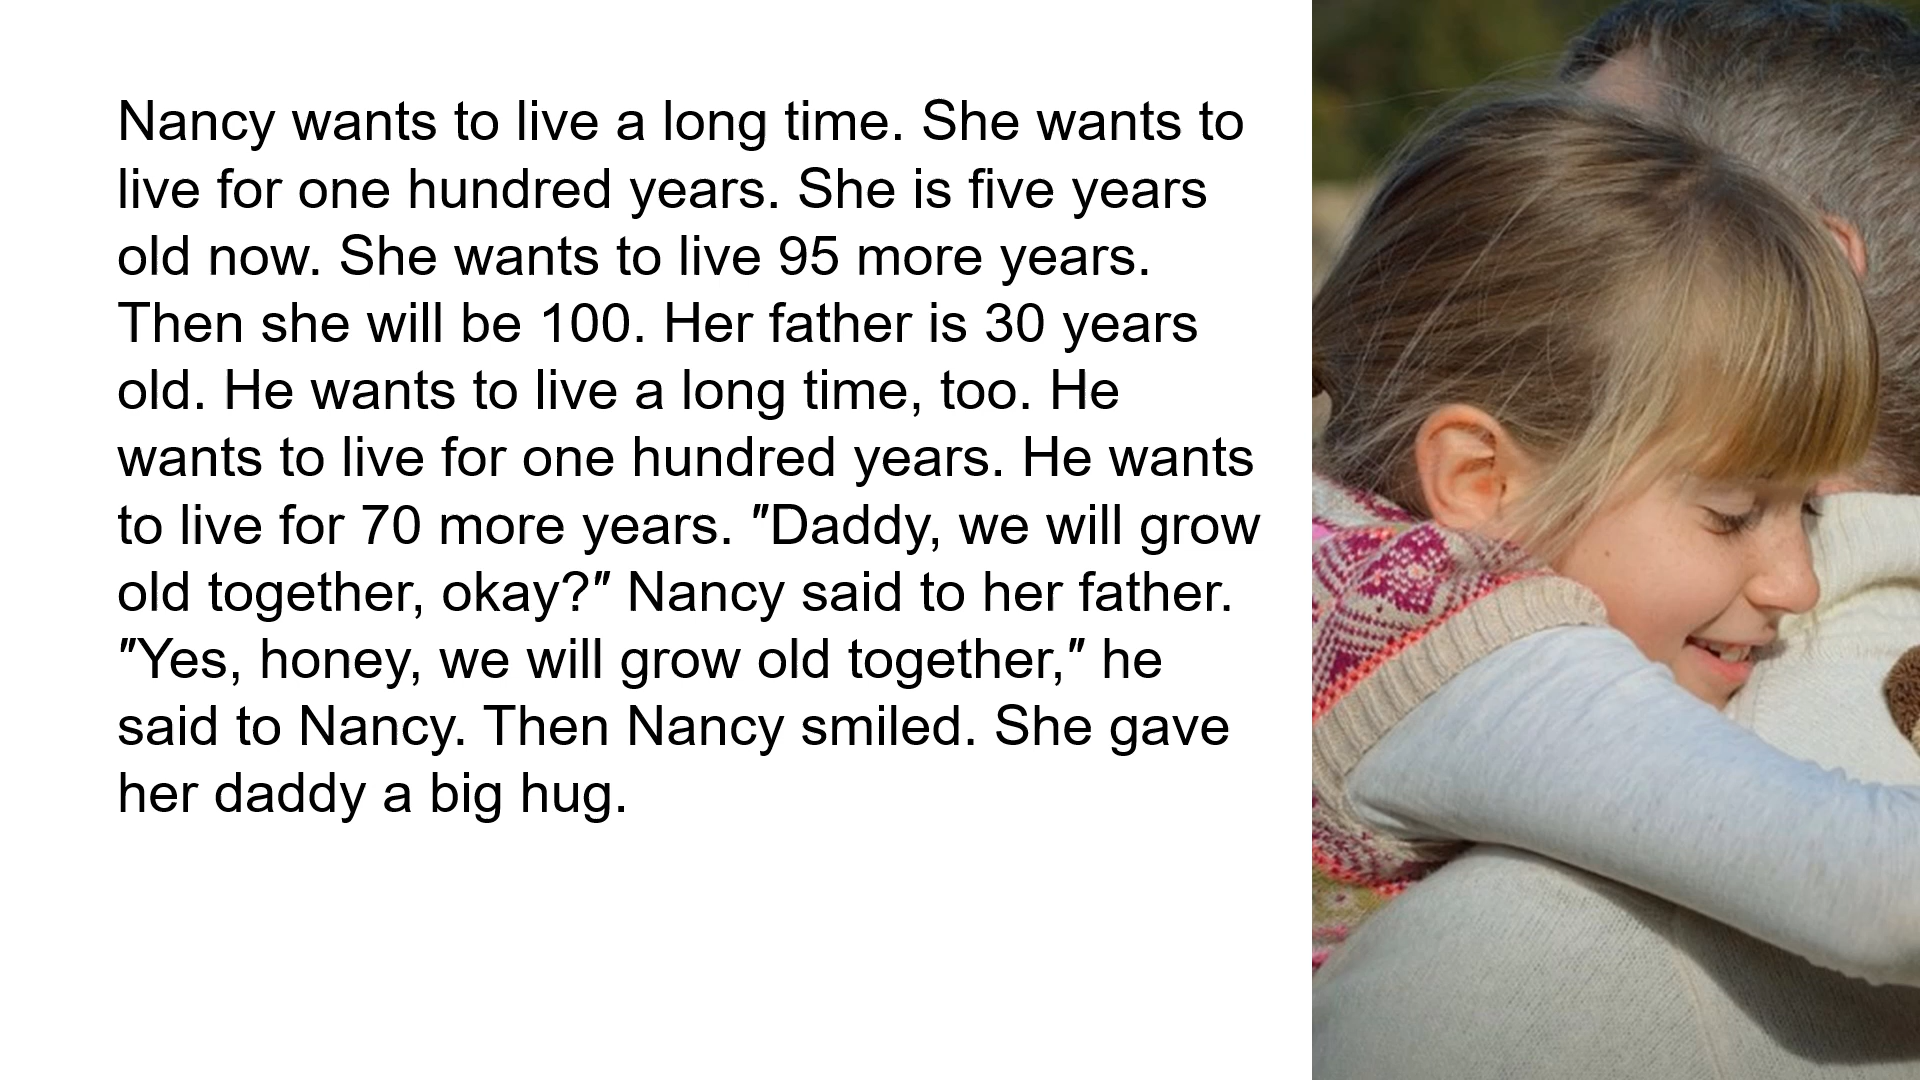 Nancy wants to live a long time. She wants to
live for one hundred years. She is five years
old now. She wants to live 95 more years.
Then she will be 100. Her father is 30 years
old. He wants to live a long time, too. He
wants to live for one hundred years. He wants
to live for 70 more years. "Daddy, we will grow
old together, okay?" Nancy said to her father.
"Yes, honey, we will grow old together," he
said to Nancy. Then Nancy smiled. She gave
her daddy a big hug.